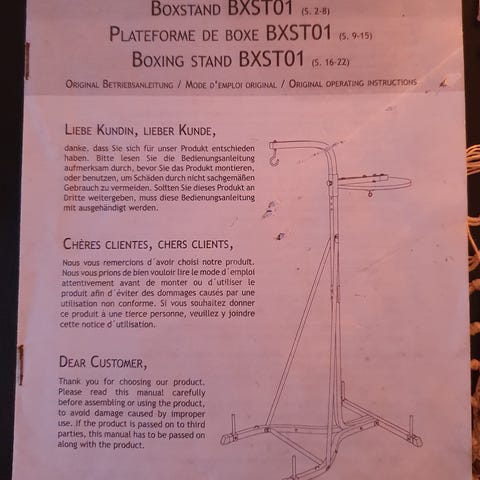 BOXSTAND BXST01 (S. 2-8)
PLATEFORME DE BOXE BXST01 (S. 9-15)
BOXING STAND BXST01 (S. 16-22)
ORIGINAL BETRIEBSANLEITUNG / MODE D'EMPLOI ORIGINAL / ORIGINAL OPERATING INSTRUCTIONS
LIEBE KUNDIN, LIEBER KUNDE,
danke, dass Sie sich für unser Produkt entschieden
haben. Bitte lesen Sie die Bedienungsanleitung
aufmerksam durch, bevor Sie das Produkt montieren,
oder benutzen, um Schäden durch nicht sachgemäßen
Gebrauch zu vermeiden. Sollten Sie dieses Produkt an
Dritte weitergeben, muss diese Bedienungsanleitung
mit ausgehändigt werden.
CHÈRES CLIENTES, CHERS CLIENTS,
Nous vous remercions d´avoir choisi notre produit.
Nous vous prions de bien vouloir lire le mode d´emploi
attentivement avant de monter ou d´utiliser le
produit afin d´éviter des dommages causés par une
utilisation non conforme. Si vous souhaitez donner
ce produit à une tierce personne, veuillez y joindre
cette notice d´utilisation.
DEAR CUSTOMER,
Thank you for choosing our product.
Please read this manual carefully
before assembling or using the product,
to avoid damage caused by improper
use. If the product is passed on to third
parties, this manual has to be passed on
along with the product.